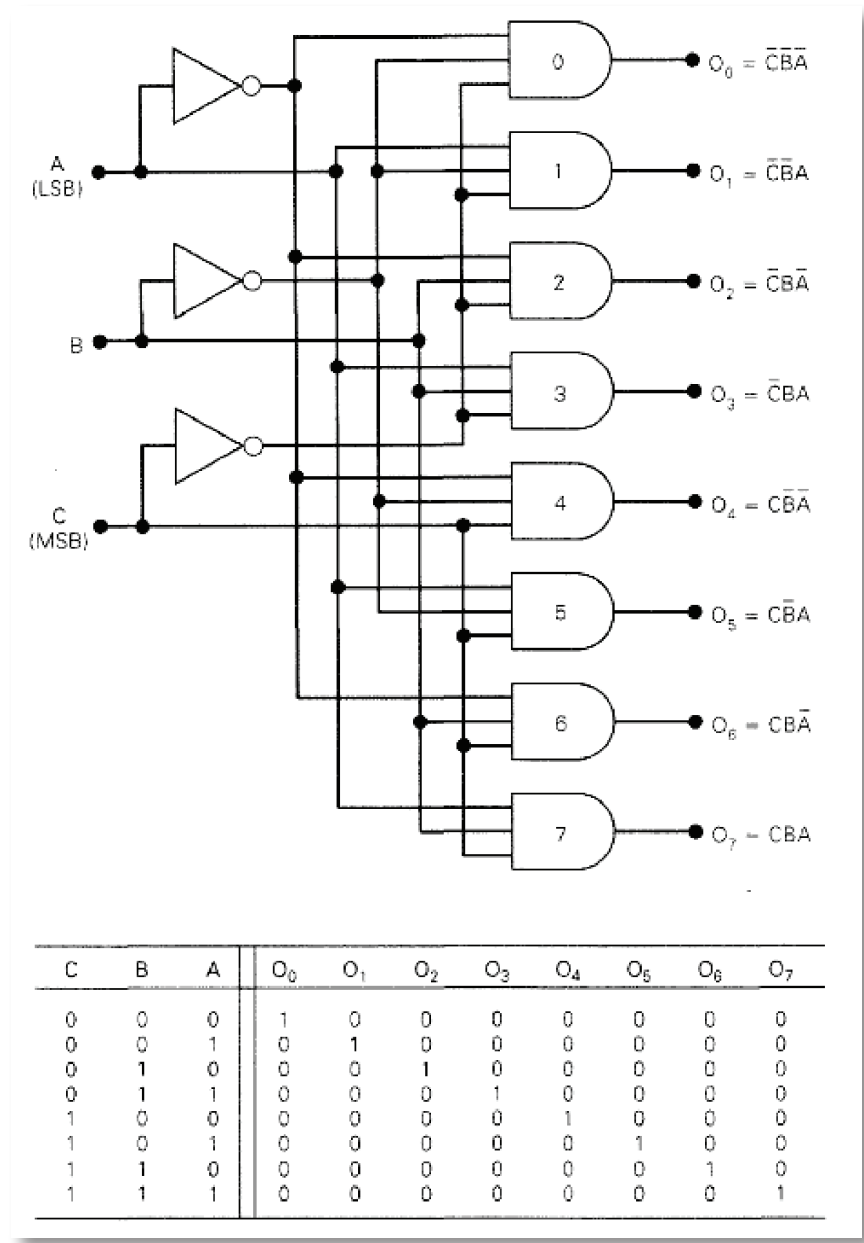 0 O₀ = C̅B̅A̅
A
(LSB)
1 O₁ = C̅B̅A
2 O₂ = C̅BA̅
B
3 O₃ = C̅BA
4 O₄ = CB̅A̅
C
(MSB)
5 O₅ = CB̅A
6 O₆ = CBA̅
7 O₇ = CBA
C B A O₀ O₁ O₂ O₃ O₄ O₅ O₆ O₇
0 0 0 1 0 0 0 0 0 0 0
0 0 1 0 1 0 0 0 0 0 0
0 1 0 0 0 1 0 0 0 0 0
0 1 1 0 0 0 1 0 0 0 0
1 0 0 0 0 0 0 1 0 0 0
1 0 1 0 0 0 0 0 1 0 0
1 1 0 0 0 0 0 0 0 1 0
1 1 1 0 0 0 0 0 0 0 1